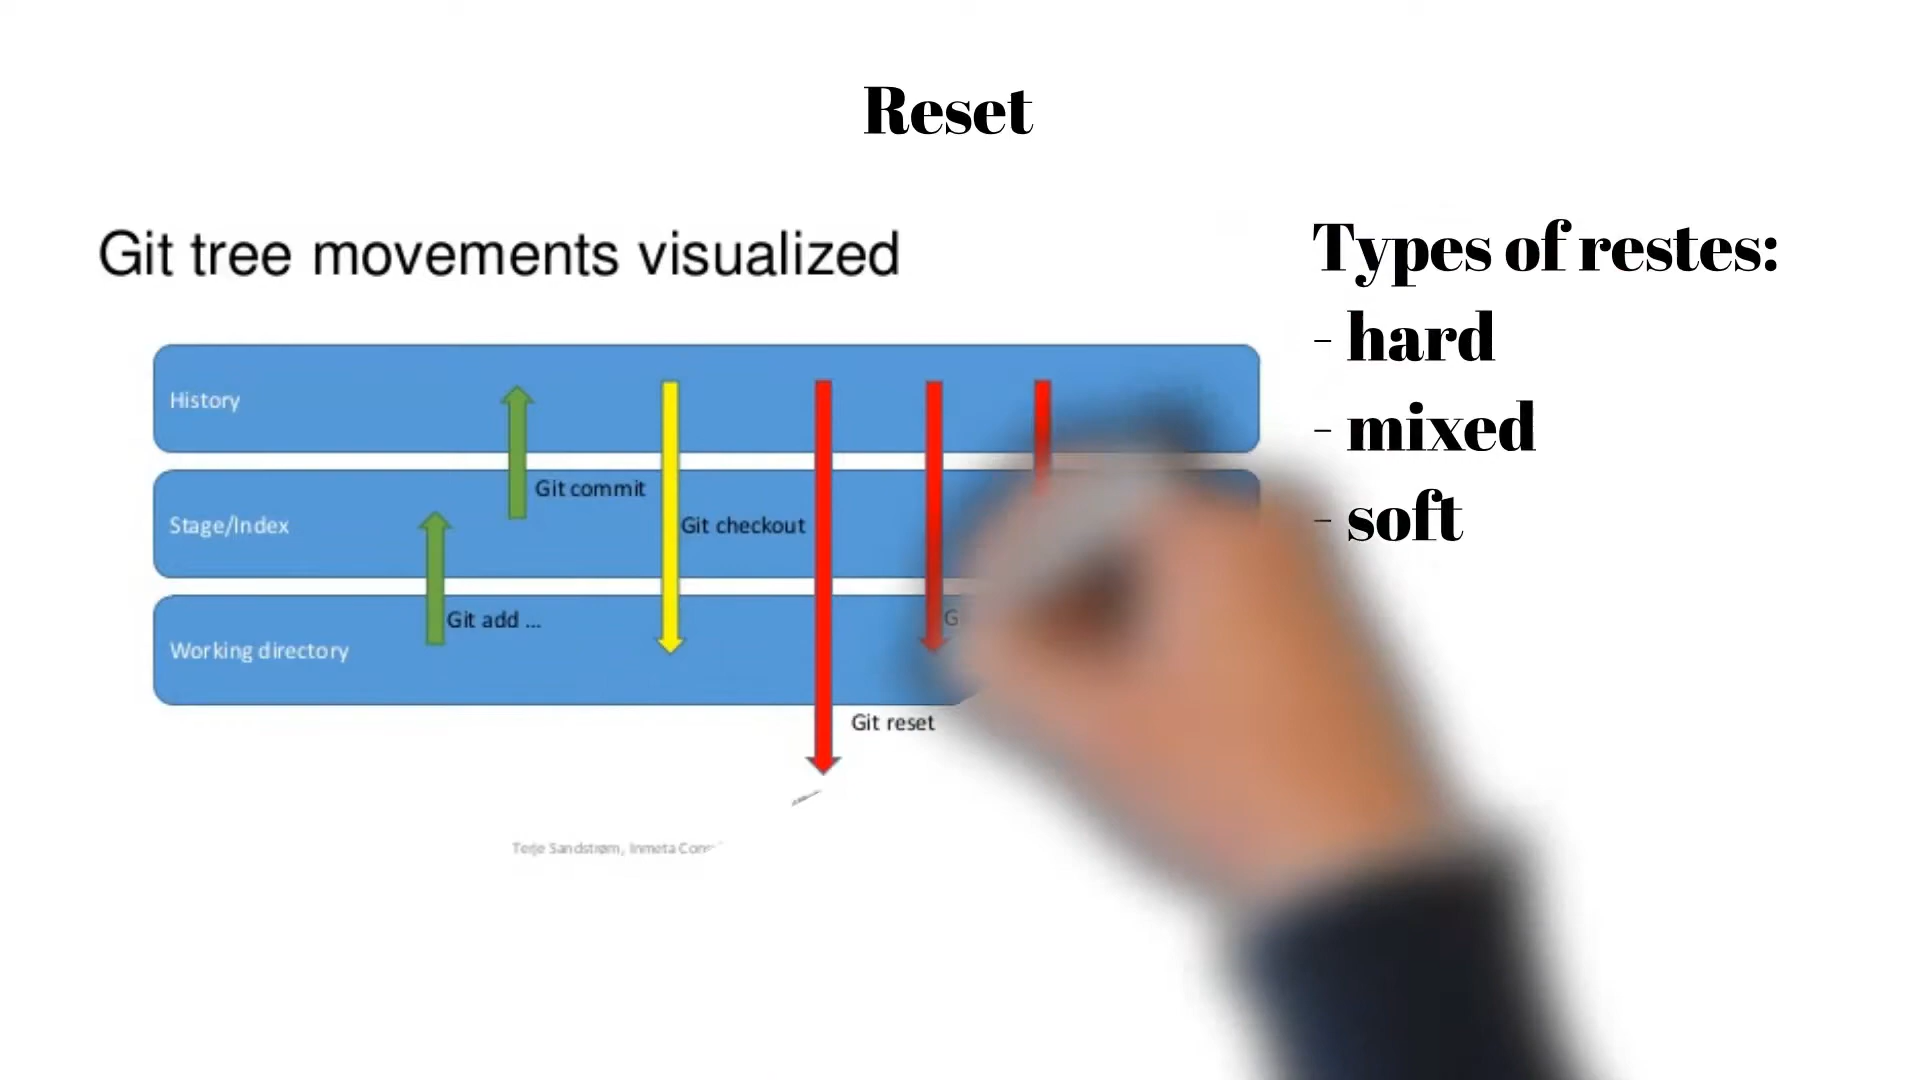 Reset
Git tree movements visualized
Types of restes:
- hard
- mixed
- soft
History
Git commit
Stage/Index
Git checkout
Git add ...
Working directory
Git reset
Terje Sandstrøm, Inmeta